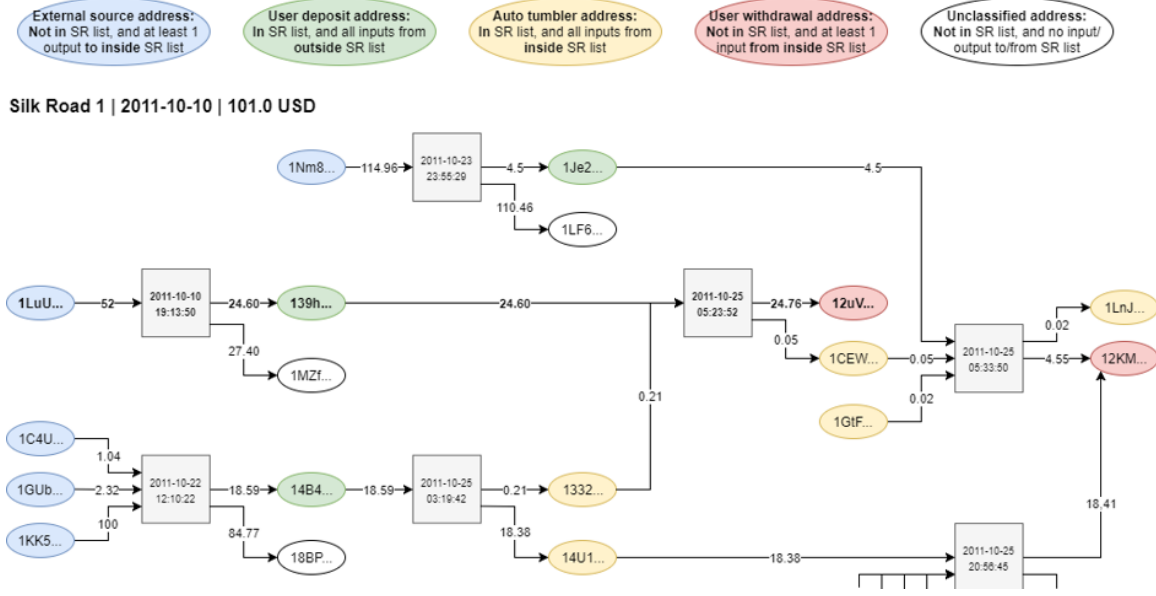 External source address:
Not in SR list, and at least 1
output to inside SR list
User deposit address:
In SR list, and all inputs from
outside SR list
Auto tumbler address:
In SR list, and all inputs from
inside SR list
User withdrawal address:
Not in SR list, and at least 1
input from inside SR list
Unclassified address:
Not in SR list, and no input/
output to/from SR list
Silk Road 1 | 2011-10-10 | 101.0 USD
1Nm8...
114.96
2011-10-23
23:55:29
4.5
1Je2...
4.5
110.46
1LF6...
1LuU...
52
2011-10-10
19:13:50
24.60
139h...
24.60
2011-10-25
05:23:52
24.76
12uV...
1LnJ...
0.02
27.40
1MZf...
0.05
1CEW...
0.05
2011-10-25
05:33:50
4.55
12KM...
0.02
0.21
1GtF...
1C4U...
1.04
1GUb...
2.32
2011-10-22
12:10:22
18.59
14B4...
18.59
2011-10-25
03:19:42
0.21
1332...
100
1KK5...
84.77
18BP...
18.38
14U1...
18.38
18.41
2011-10-25
20:56:45